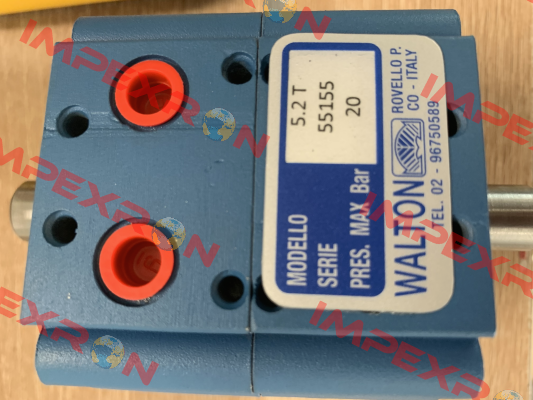 MODELLO 5.2 T
SERIE 55155
PRES. MAX Bar 20
WALTON
ROVELLO P.
CO - ITALY
TEL. 02 - 96750589
IMPEXRON
IMPEXRON
IMPEXRON
IMPEXRON
IMPEXRON